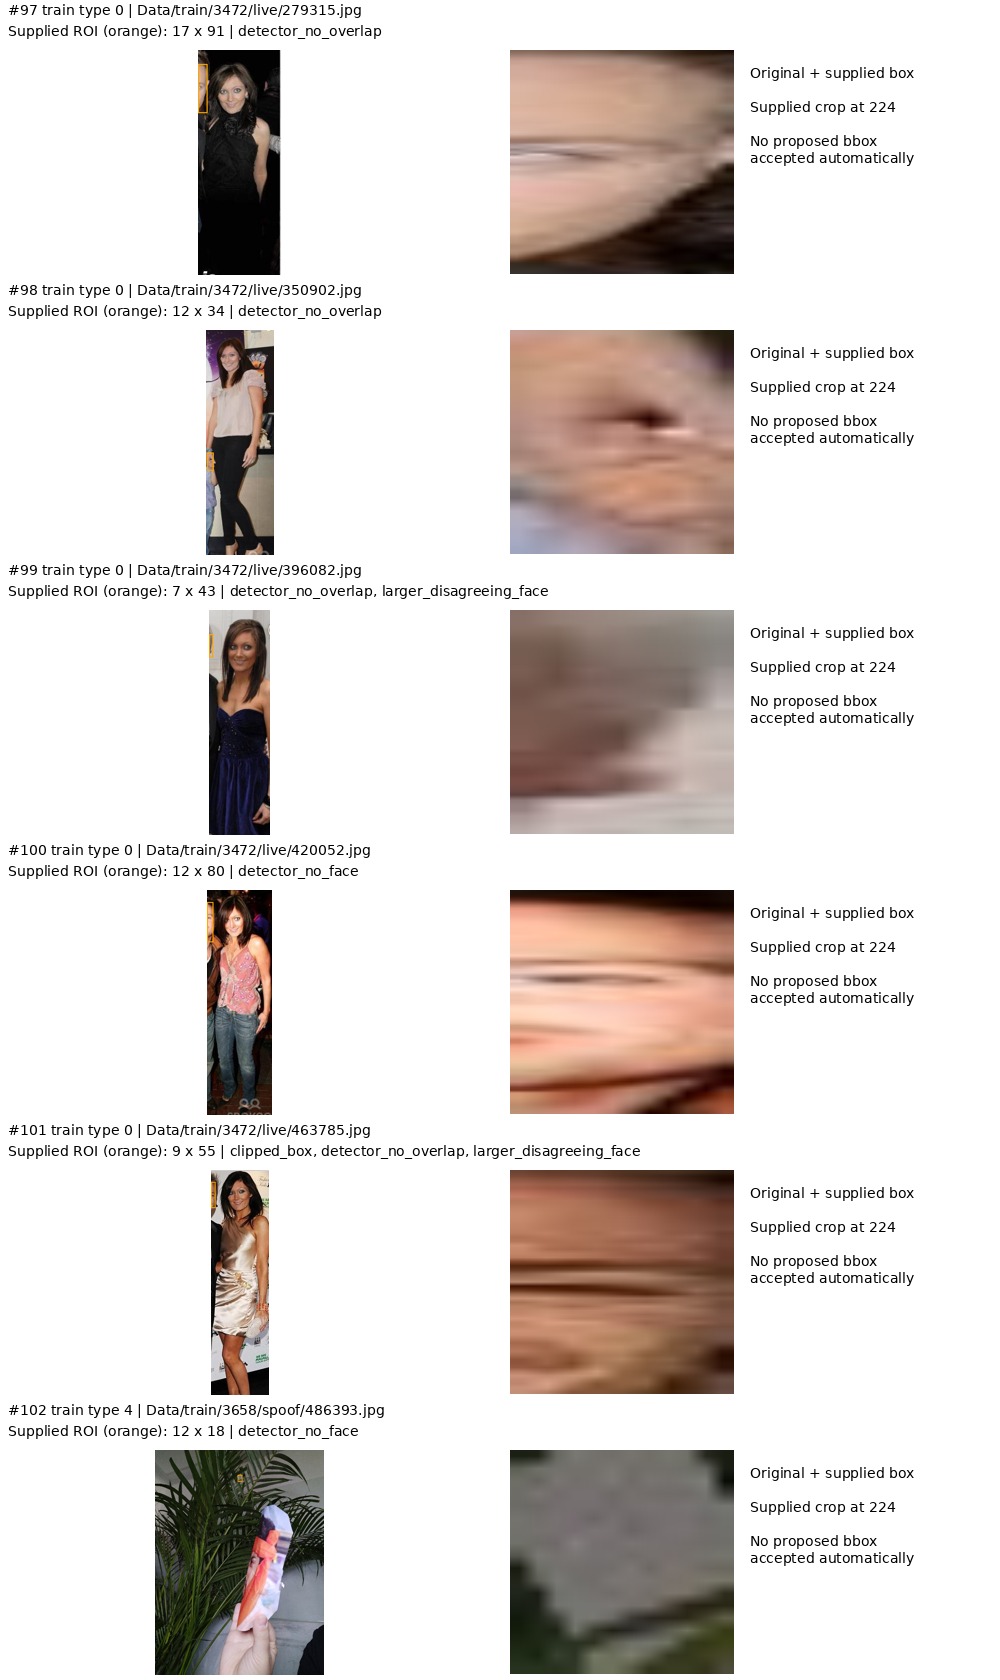 #97 train type 0 | Data/train/3472/live/279315.jpg
Supplied ROI (orange): 17 x 91 | detector_no_overlap
Original + supplied box
Supplied crop at 224
No proposed bbox
accepted automatically
#98 train type 0 | Data/train/3472/live/350902.jpg
Supplied ROI (orange): 12 x 34 | detector_no_overlap
Original + supplied box
Supplied crop at 224
No proposed bbox
accepted automatically
#99 train type 0 | Data/train/3472/live/396082.jpg
Supplied ROI (orange): 7 x 43 | detector_no_overlap, larger_disagreeing_face
Original + supplied box
Supplied crop at 224
No proposed bbox
accepted automatically
#100 train type 0 | Data/train/3472/live/420052.jpg
Supplied ROI (orange): 12 x 80 | detector_no_face
Original + supplied box
Supplied crop at 224
No proposed bbox
accepted automatically
#101 train type 0 | Data/train/3472/live/463785.jpg
Supplied ROI (orange): 9 x 55 | clipped_box, detector_no_overlap, larger_disagreeing_face
Original + supplied box
Supplied crop at 224
No proposed bbox
accepted automatically
#102 train type 4 | Data/train/3658/spoof/486393.jpg
Supplied ROI (orange): 12 x 18 | detector_no_face
Original + supplied box
Supplied crop at 224
No proposed bbox
accepted automatically